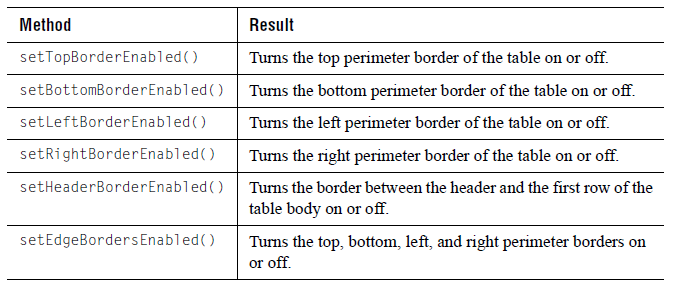 Method Result
setTopBorderEnabled() Turns the top perimeter border of the table on or off.
setBottomBorderEnabled() Turns the bottom perimeter border of the table on or off.
setLeftBorderEnabled() Turns the left perimeter border of the table on or off.
setRightBorderEnabled() Turns the right perimeter border of the table on or off.
setHeaderBorderEnabled() Turns the border between the header and the first row of the
table body on or off.
setEdgeBordersEnabled() Turns the top, bottom, left, and right perimeter borders on
or off.